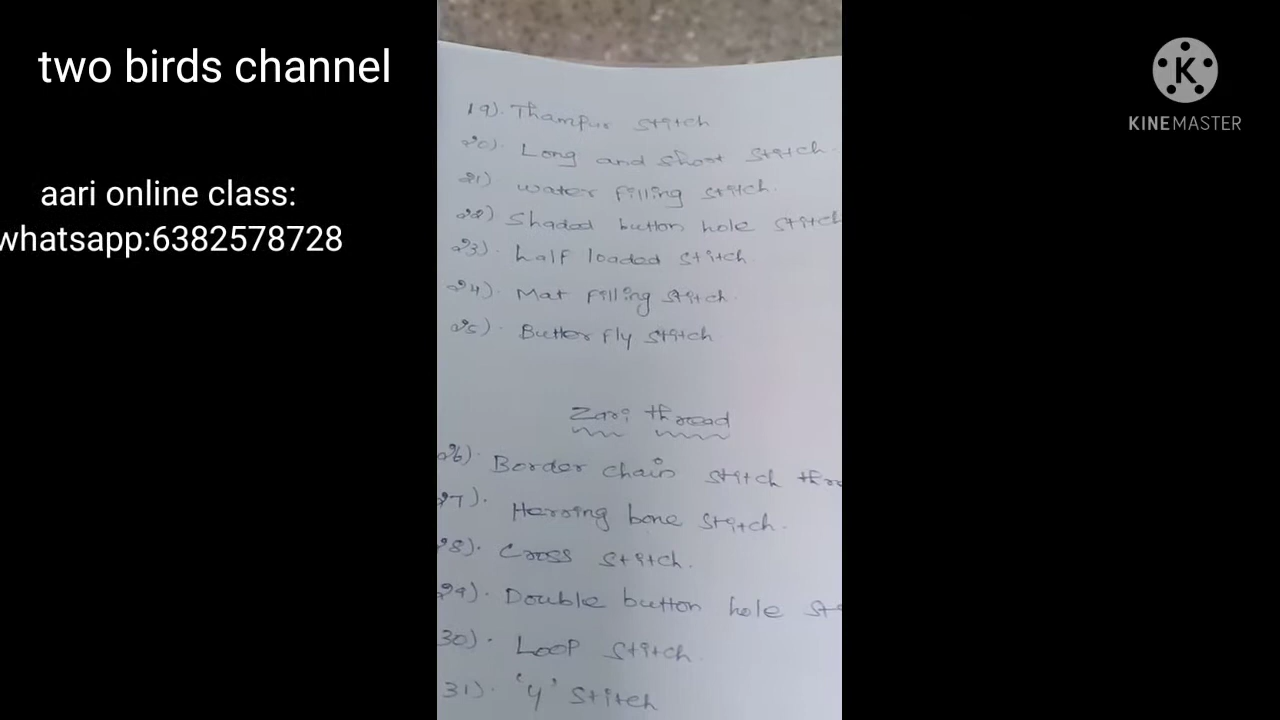 two birds channel
aari online class:
whatsapp:6382578728
KINEMASTER
19). Thampur stitch
20). Long and short stitch.
21) water filling stitch.
22) Shaded button hole stitch
23). half loaded stitch
24). Mat filling stitch.
25). Butter fly stitch
Zari thread
26). Border chain stitch thre
27). Herring bone stitch.
28). Cross stitch.
29). Double button hole sti
30). Loop stitch.
31). 'y' stitch